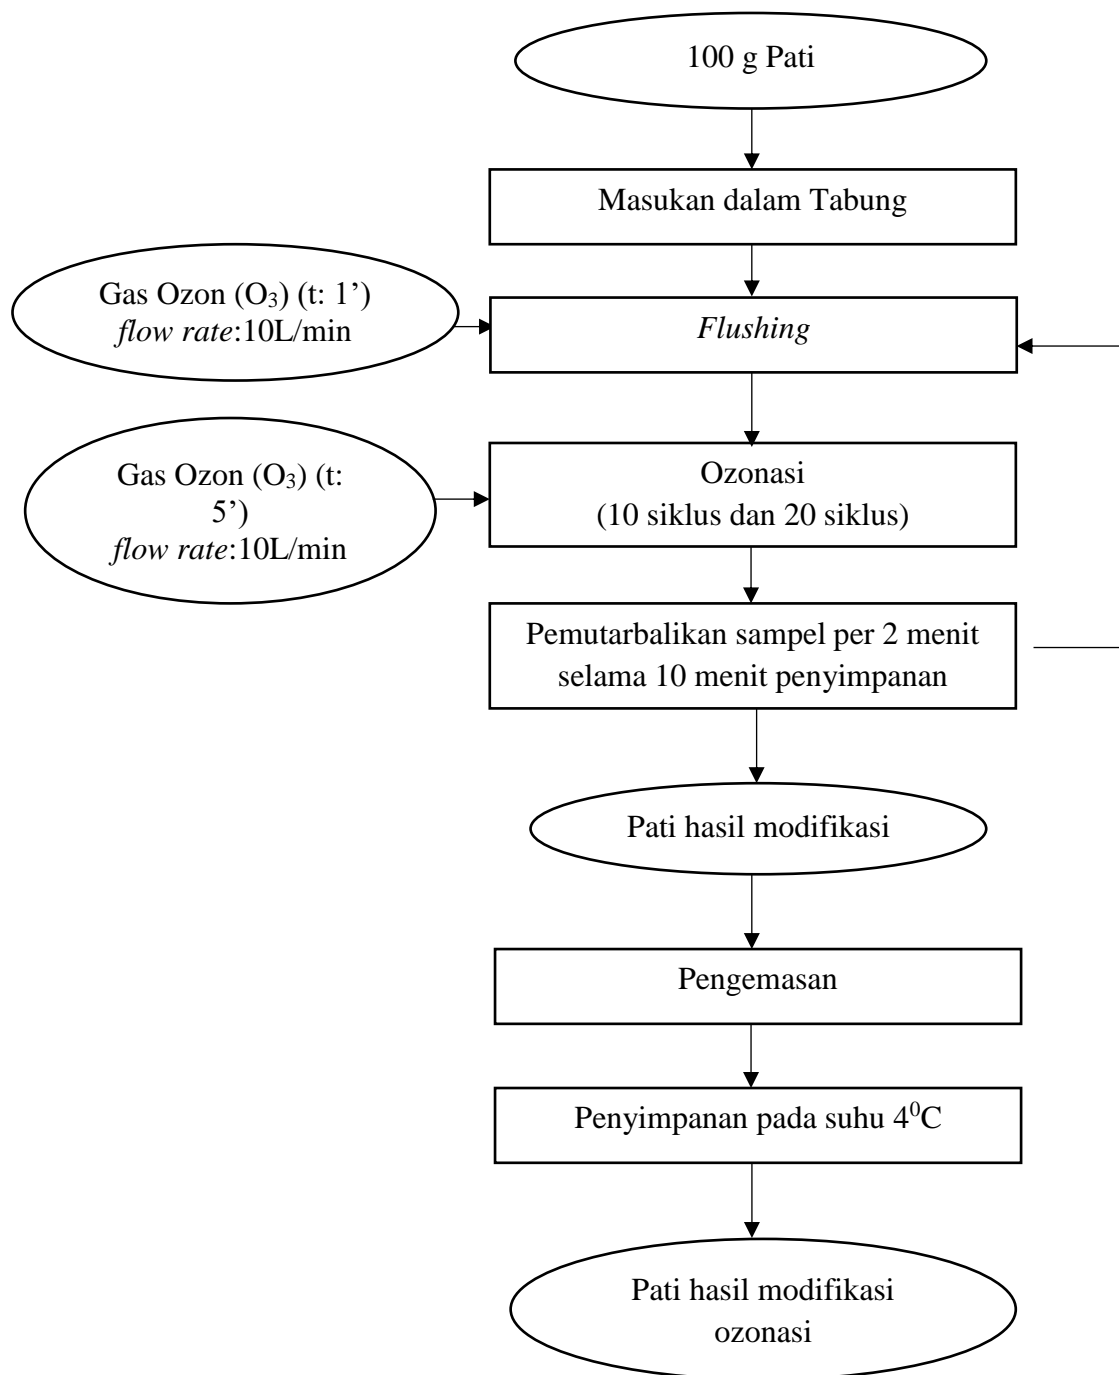 100 g Pati
Masukan dalam Tabung
Gas Ozon (O₃) (t: 1’)
flow rate:10L/min
Flushing
Gas Ozon (O₃) (t:
5’)
flow rate:10L/min
Ozonasi
(10 siklus dan 20 siklus)
Pemutarbalikan sampel per 2 menit
selama 10 menit penyimpanan
Pati hasil modifikasi
Pengemasan
Penyimpanan pada suhu 4⁰C
Pati hasil modifikasi
ozonasi